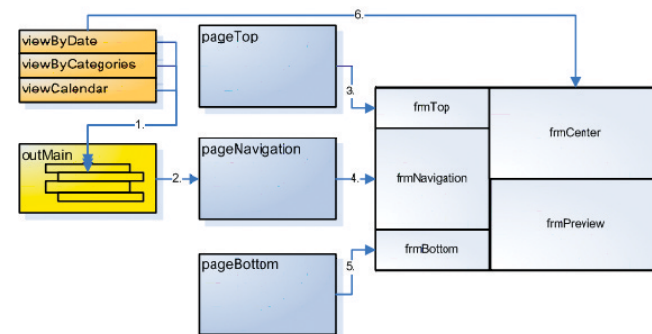 6.
viewByDate
viewByCategories
viewCalendar
pageTop
3.
frmTop
frmCenter
1.
outMain
2.
pageNavigation
4.
frmNavigation
frmPreview
frmBottom
pageBottom
5.